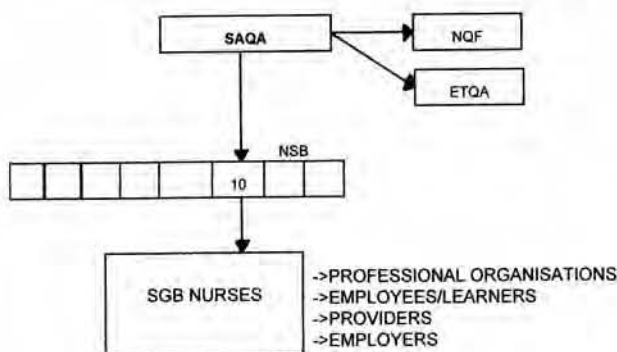 SAQA
NQF
ETQA
NSB
10
SGB NURSES
->PROFESSIONAL ORGANISATIONS
->EMPLOYEES/LEARNERS
->PROVIDERS
->EMPLOYERS